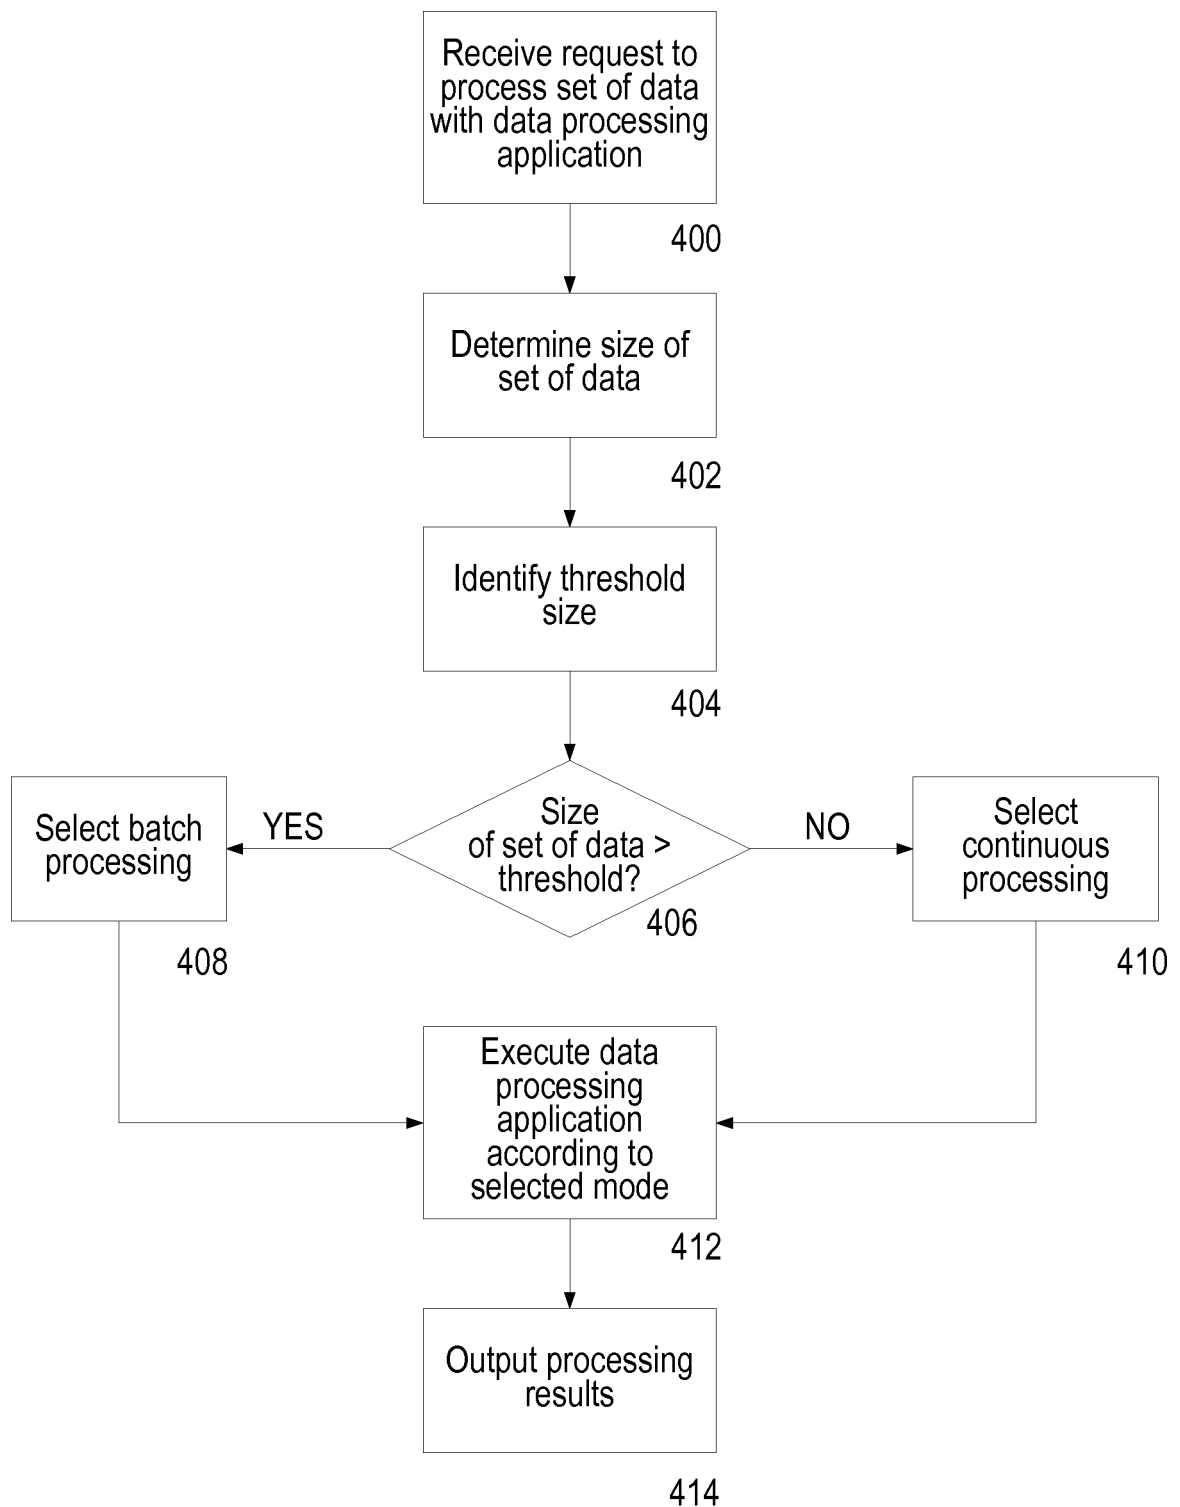 Receive request to
process set of data
with data processing
application
400
Determine size of
set of data
402
Identify threshold
size
404
Size
of set of data >
threshold?
406
YES
Select batch
processing
408
NO
Select
continuous
processing
410
Execute data
processing
application
according to
selected mode
412
Output processing
results
414